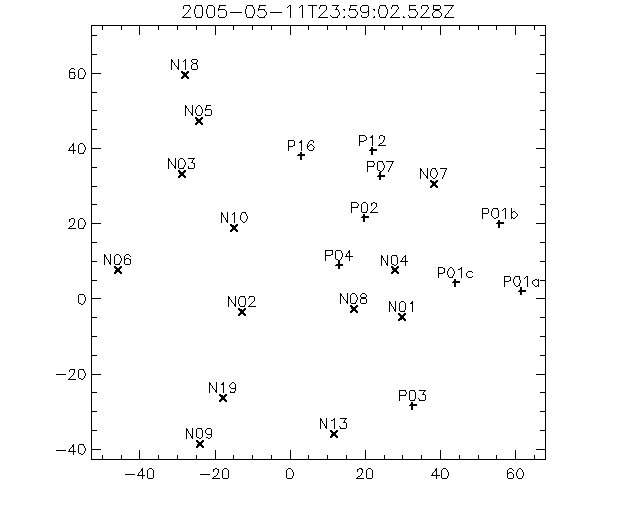 2005-05-11T23:59:02.528Z
60
N18
N05
40
P16
P12
N03
P07
N07
20
N10
P02
P01b
N06
P04
N04
P01c
P01a
0
N02
N08
N01
-20
N19
P03
N13
N09
-40
-40 -20 0 20 40 60